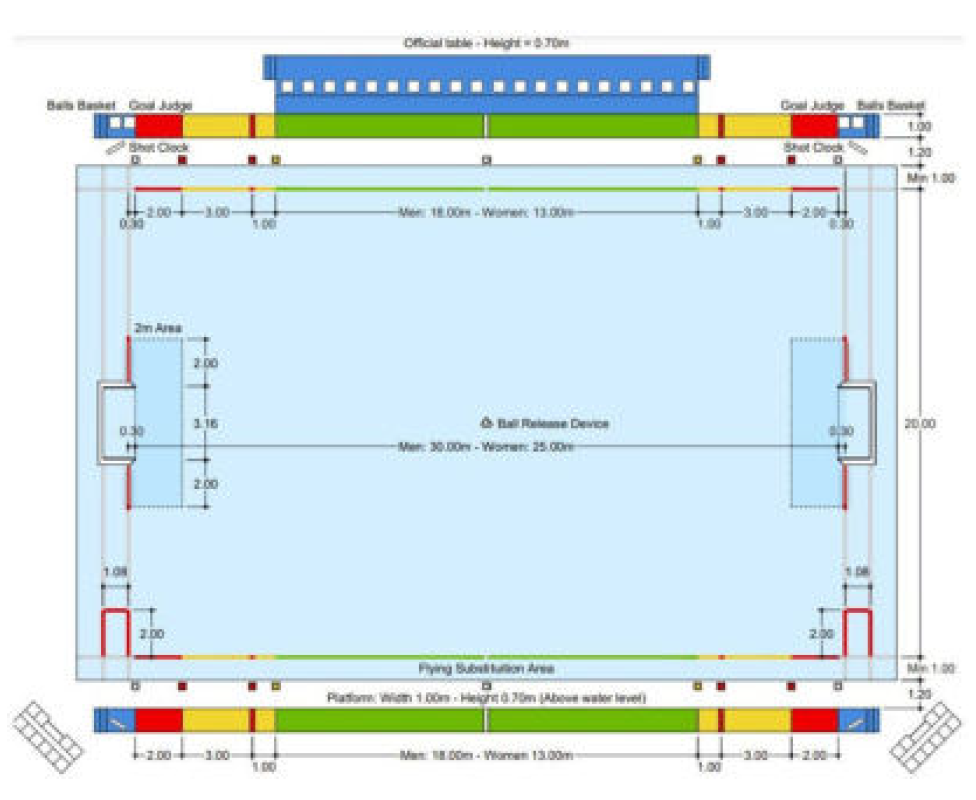 Official table - Height = 0.70m
Balls Basket Goal Judge Goal Judge Balls Basket
1.00
Shot Clock Shot Clock
1.20
Min 1.00
2.00 3.00 Men: 18.00m - Women: 13.00m 3.00 2.00
0.30 1.00 1.00 0.30
2m Area
2.00
3.16
0.30 Ball Release Device 0.30 20.00
Men: 30.00m - Women: 25.00m
2.00
1.08 1.08
2.00 2.00
Flying Substitution Area Min 1.00
Platform: Width 1.00m - Height 0.70m (Above water level) 1.20
2.00 3.00 Men: 18.00m Women 13.00m 3.00 2.00
1.00 1.00